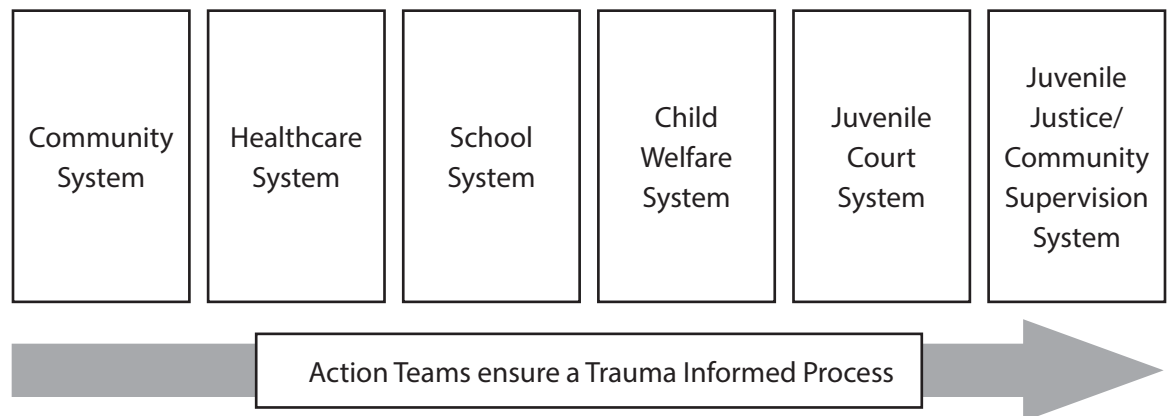 Community
System
Healthcare
System
School
System
Child
Welfare
System
Juvenile
Court
System
Juvenile
Justice/
Community
Supervision
System
Action Teams ensure a Trauma Informed Process